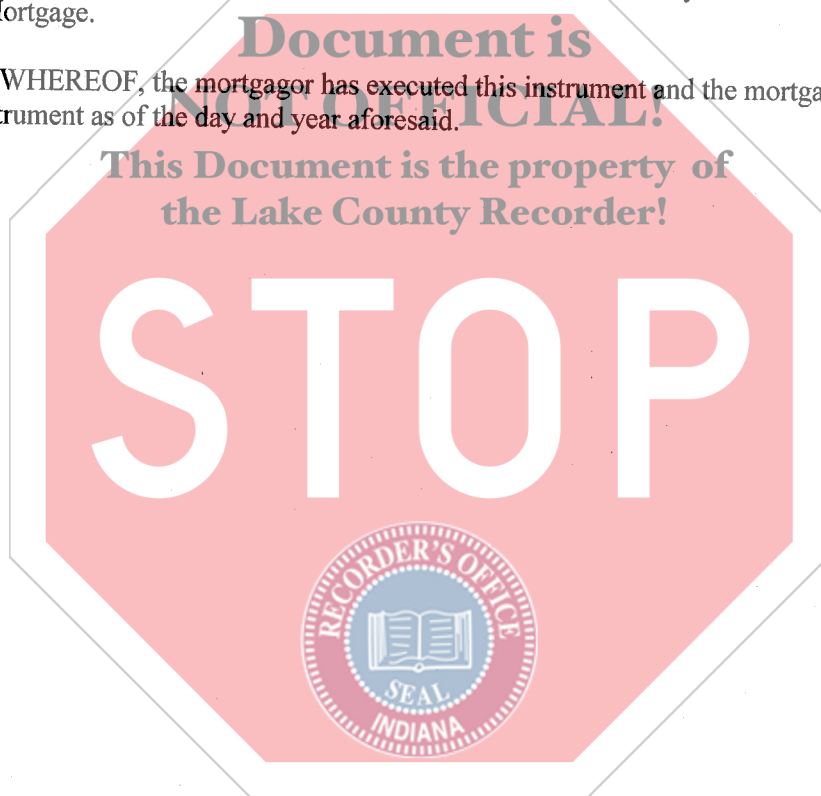 ortgage.
Document is
WHEREOF, the mortgagor has executed this instrument and the mortga
NOT OFFICIAL!
trument as of the day and year aforesaid.
This Document is the property of
the Lake County Recorder!
STOP
RECORDER'S OFFICE
SEAL
INDIANA